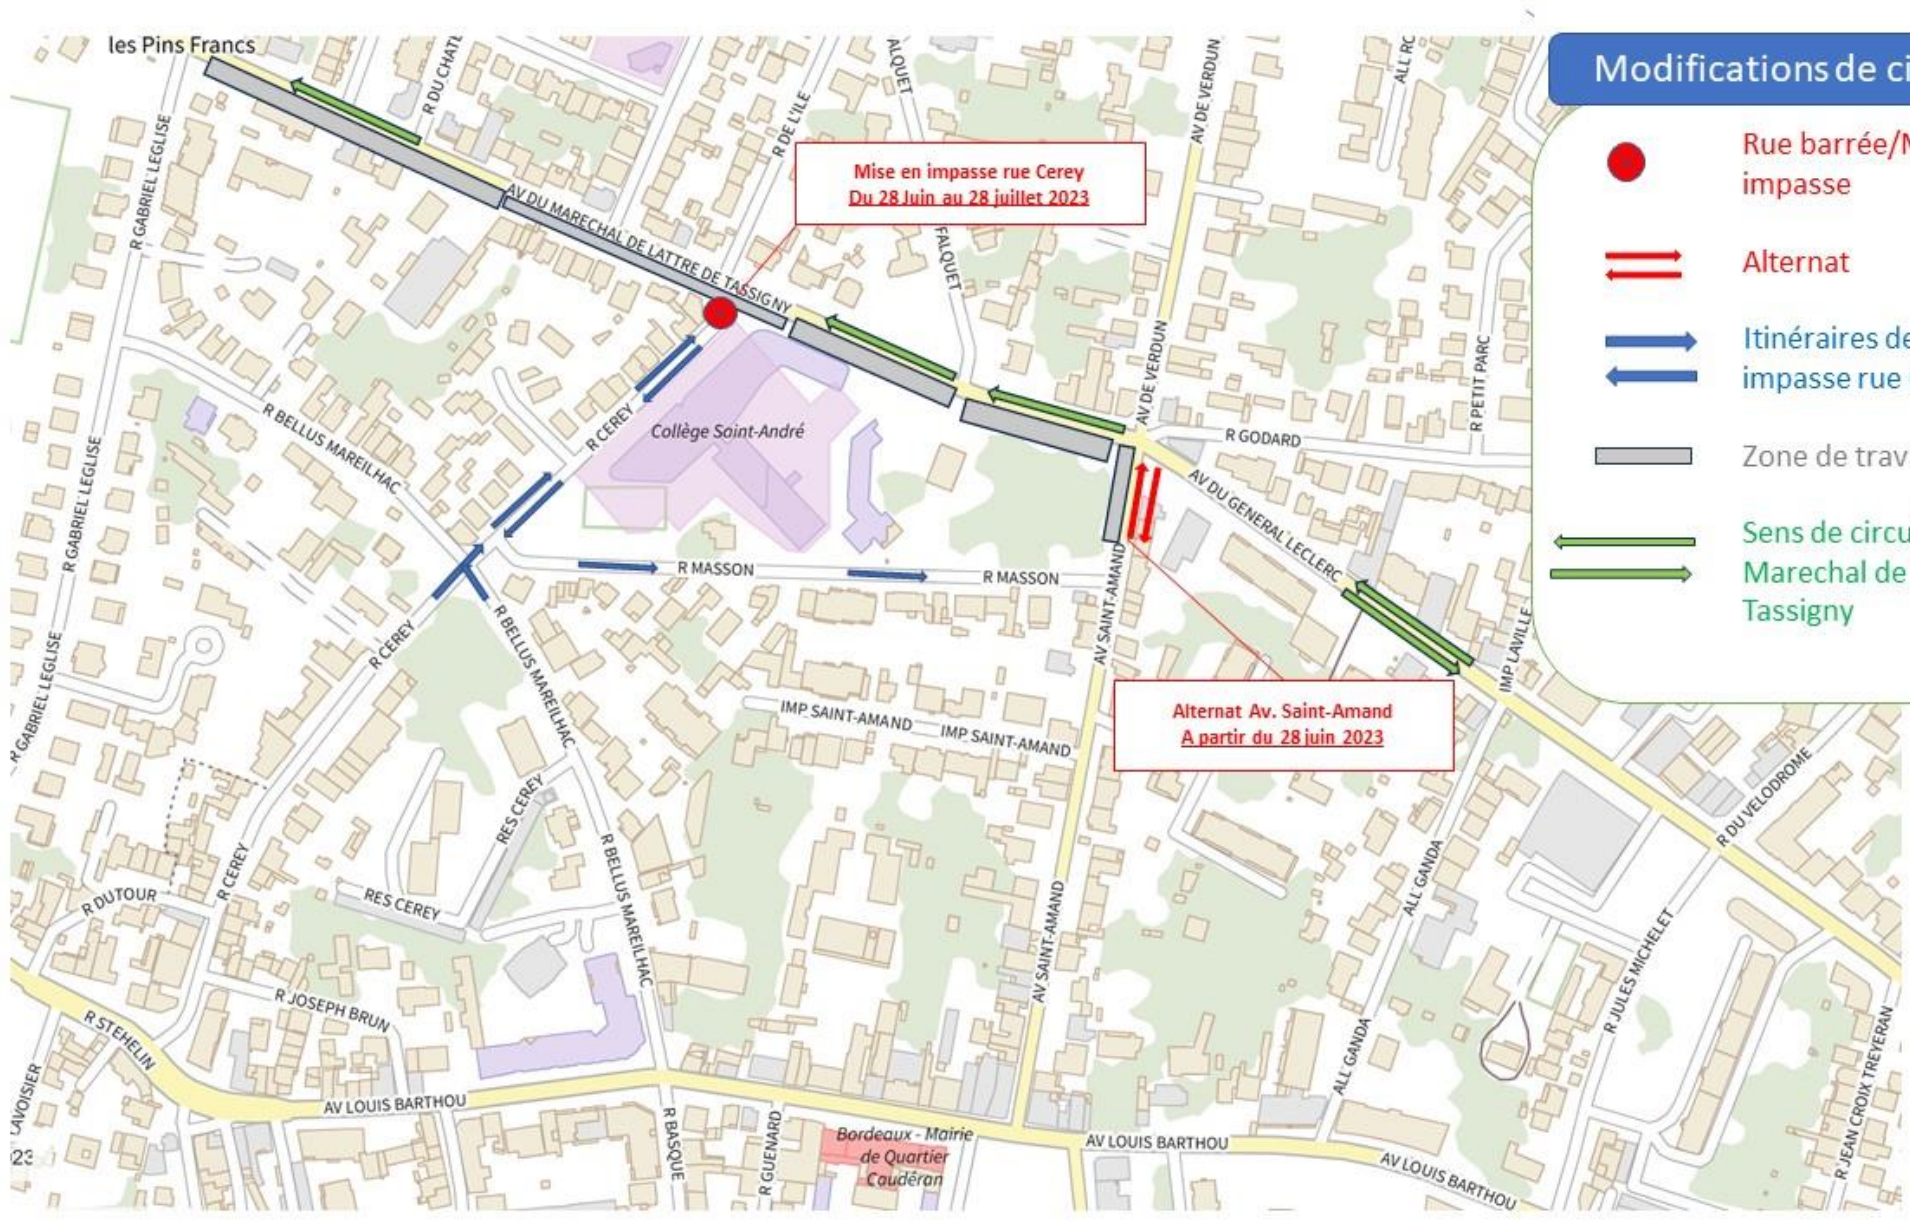 les Pins Francs
Modifications de ci
Rue barrée/M
impasse
Alternat
Itinéraires de
impasse rue
Zone de trav
Sens de circu
Marechal de
Tassigny
Mise en impasse rue Cerey
Du 28 Juin au 28 juillet 2023
Alternat Av. Saint-Amand
A partir du 28 juin 2023
R DU CHATE
R DE L'ILE
ALQUET
FALQUET
AV DE VERDUN
AV DE VERDUN
ALL RO
R GABRIEL LEGLISE
R GABRIEL LEGLISE
R GABRIEL LEGLISE
AV DU MARECHAL DE LATTRE DE TASSIGNY
R PETIT PARC
R GODARD
R BELLUS MAREILHAC
R CEREY
Collège Saint-André
AV DU GENERAL LECLERC
R MASSON
R MASSON
R CEREY
R BELLUS MAREILHAC
AV SAINT-AMAND
IMP LAVILLE
IMP SAINT-AMAND
IMP SAINT-AMAND
RES CEREY
R DU VELODROME
R CEREY
R DUTOUR
RES CEREY
R BELLUS MAREILHAC
AV SAINT-AMAND
ALL GANDA
R JULES MICHELET
R JOSEPH BRUN
R STEHELIN
LAVOISIER
AV LOUIS BARTHOU
R BASQUE
R GUENARD
Bordeaux - Mairie
de Quartier
Caudéran
AV LOUIS BARTHOU
ALL GANDA
AV LOUIS BARTHOU
R JEAN CROIX TREYERAN
23